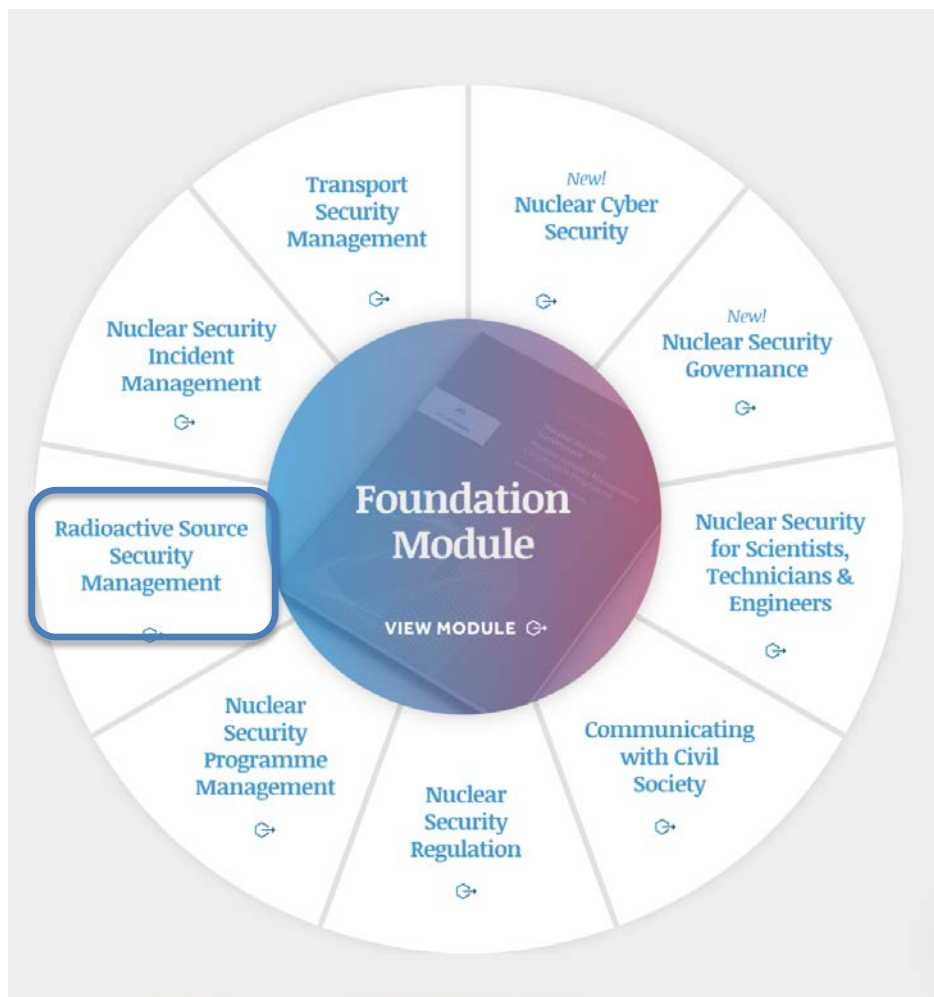 Transport
Security
Management
New!
Nuclear Cyber
Security
New!
Nuclear Security
Governance
Nuclear Security
for Scientists,
Technicians &
Engineers
Communicating
with Civil
Society
Nuclear
Security
Regulation
Nuclear
Security
Programme
Management
Radioactive Source
Security
Management
Nuclear Security
Incident
Management
Foundation
Module
VIEW MODULE